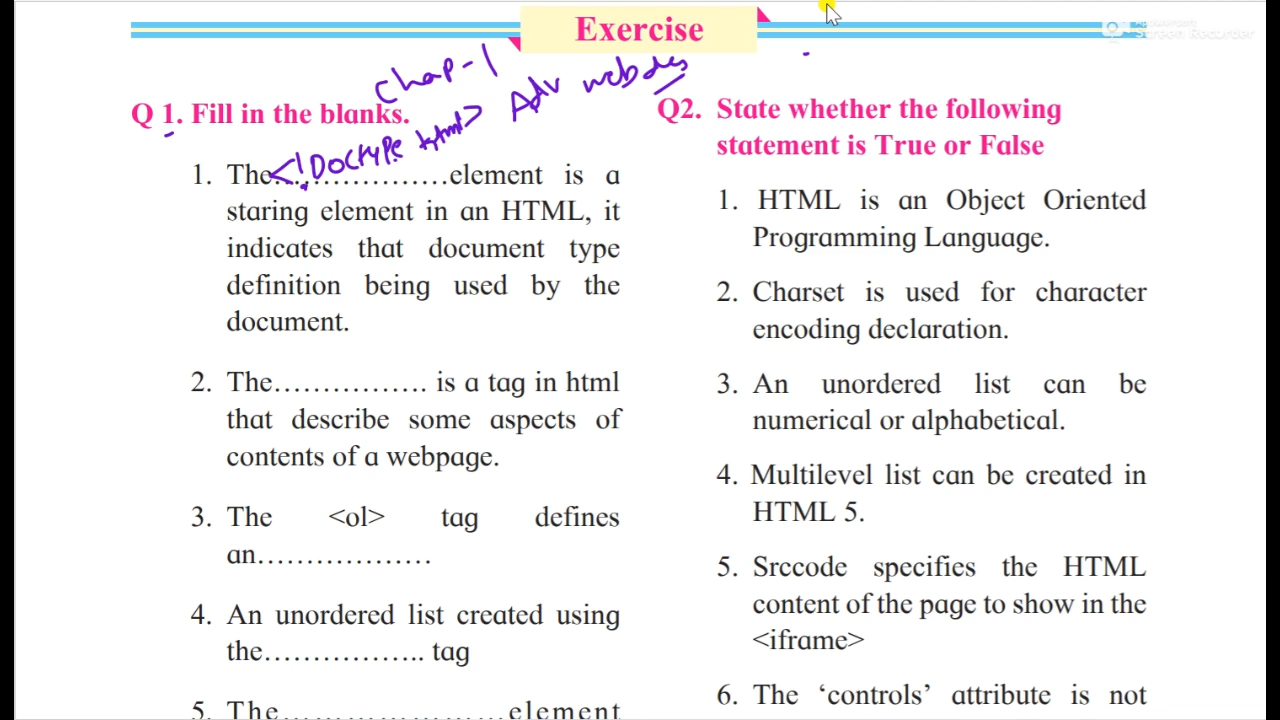 Exercise
Chap-1 Adv web des
Q 1. Fill in the blanks.
<!DOCTYPE html>
1. The.....................element is a
staring element in an HTML, it
indicates that document type
definition being used by the
document.
2. The................ is a tag in html
that describe some aspects of
contents of a webpage.
3. The <ol> tag defines
an..................
4. An unordered list created using
the................. tag
5. The.......................element
Q2. State whether the following
statement is True or False
1. HTML is an Object Oriented
Programming Language.
2. Charset is used for character
encoding declaration.
3. An unordered list can be
numerical or alphabetical.
4. Multilevel list can be created in
HTML 5.
5. Srccode specifies the HTML
content of the page to show in the
<iframe>
6. The ‘controls’ attribute is not
Screen Recorder